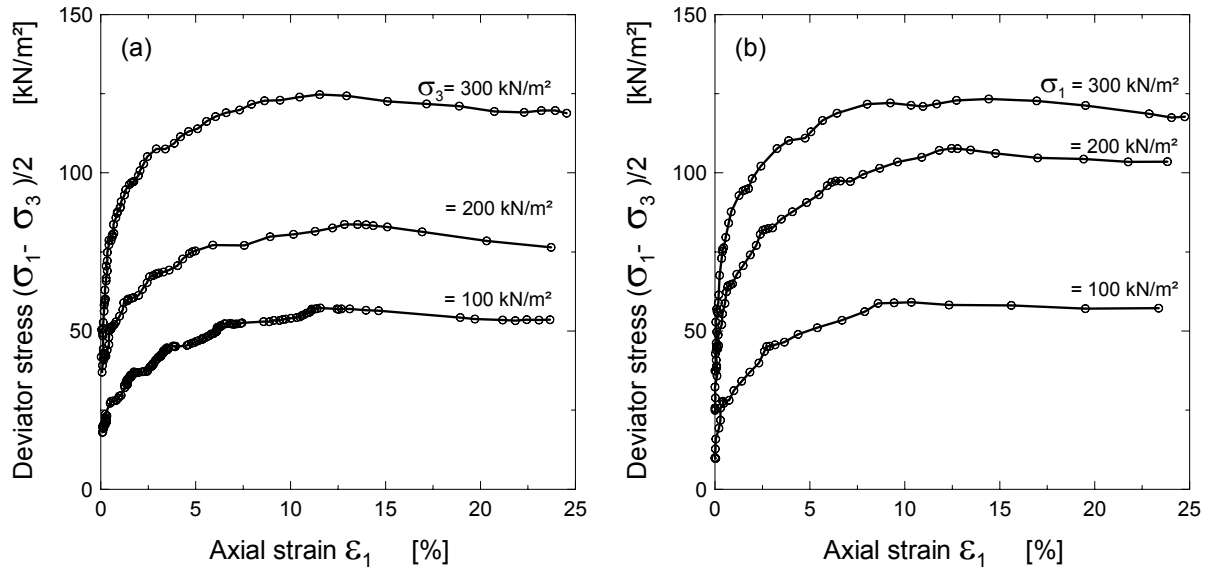 (a)
150
100
50
0
0 5 10 15 20 25
Deviator stress (σ1- σ3)/2 [kN/m²]
Axial strain ε1 [%]
σ3= 300 kN/m²
= 200 kN/m²
= 100 kN/m²
(b)
150
100
50
0
0 5 10 15 20 25
Deviator stress (σ1- σ3)/2 [kN/m²]
Axial strain ε1 [%]
σ1 = 300 kN/m²
= 200 kN/m²
= 100 kN/m²